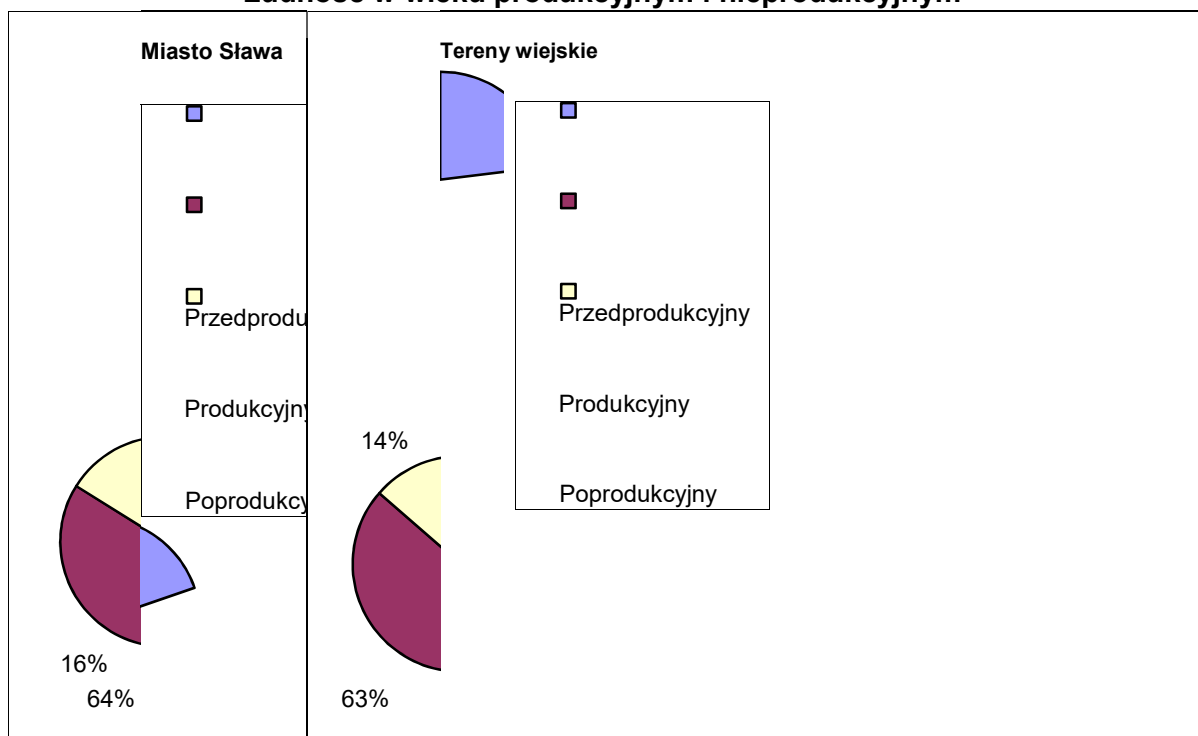 Miasto Sława
Przedprodu
Produkcyjny
Poprodukcy
16%
64%
Tereny wiejskie
Przedprodukcyjny
Produkcyjny
Poprodukcyjny
14%
63%